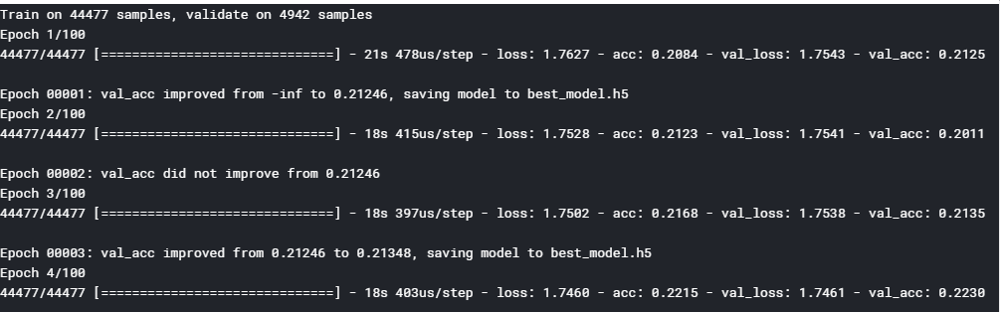 Train on 44477 samples, validate on 4942 samples
Epoch 1/100
44477/44477 [==============================] - 21s 478us/step - loss: 1.7627 - acc: 0.2084 - val_loss: 1.7543 - val_acc: 0.2125
Epoch 00001: val_acc improved from -inf to 0.21246, saving model to best_model.h5
Epoch 2/100
44477/44477 [==============================] - 18s 415us/step - loss: 1.7528 - acc: 0.2123 - val_loss: 1.7541 - val_acc: 0.2011
Epoch 00002: val_acc did not improve from 0.21246
Epoch 3/100
44477/44477 [==============================] - 18s 397us/step - loss: 1.7502 - acc: 0.2168 - val_loss: 1.7538 - val_acc: 0.2135
Epoch 00003: val_acc improved from 0.21246 to 0.21348, saving model to best_model.h5
Epoch 4/100
44477/44477 [==============================] - 18s 403us/step - loss: 1.7460 - acc: 0.2215 - val_loss: 1.7461 - val_acc: 0.2230